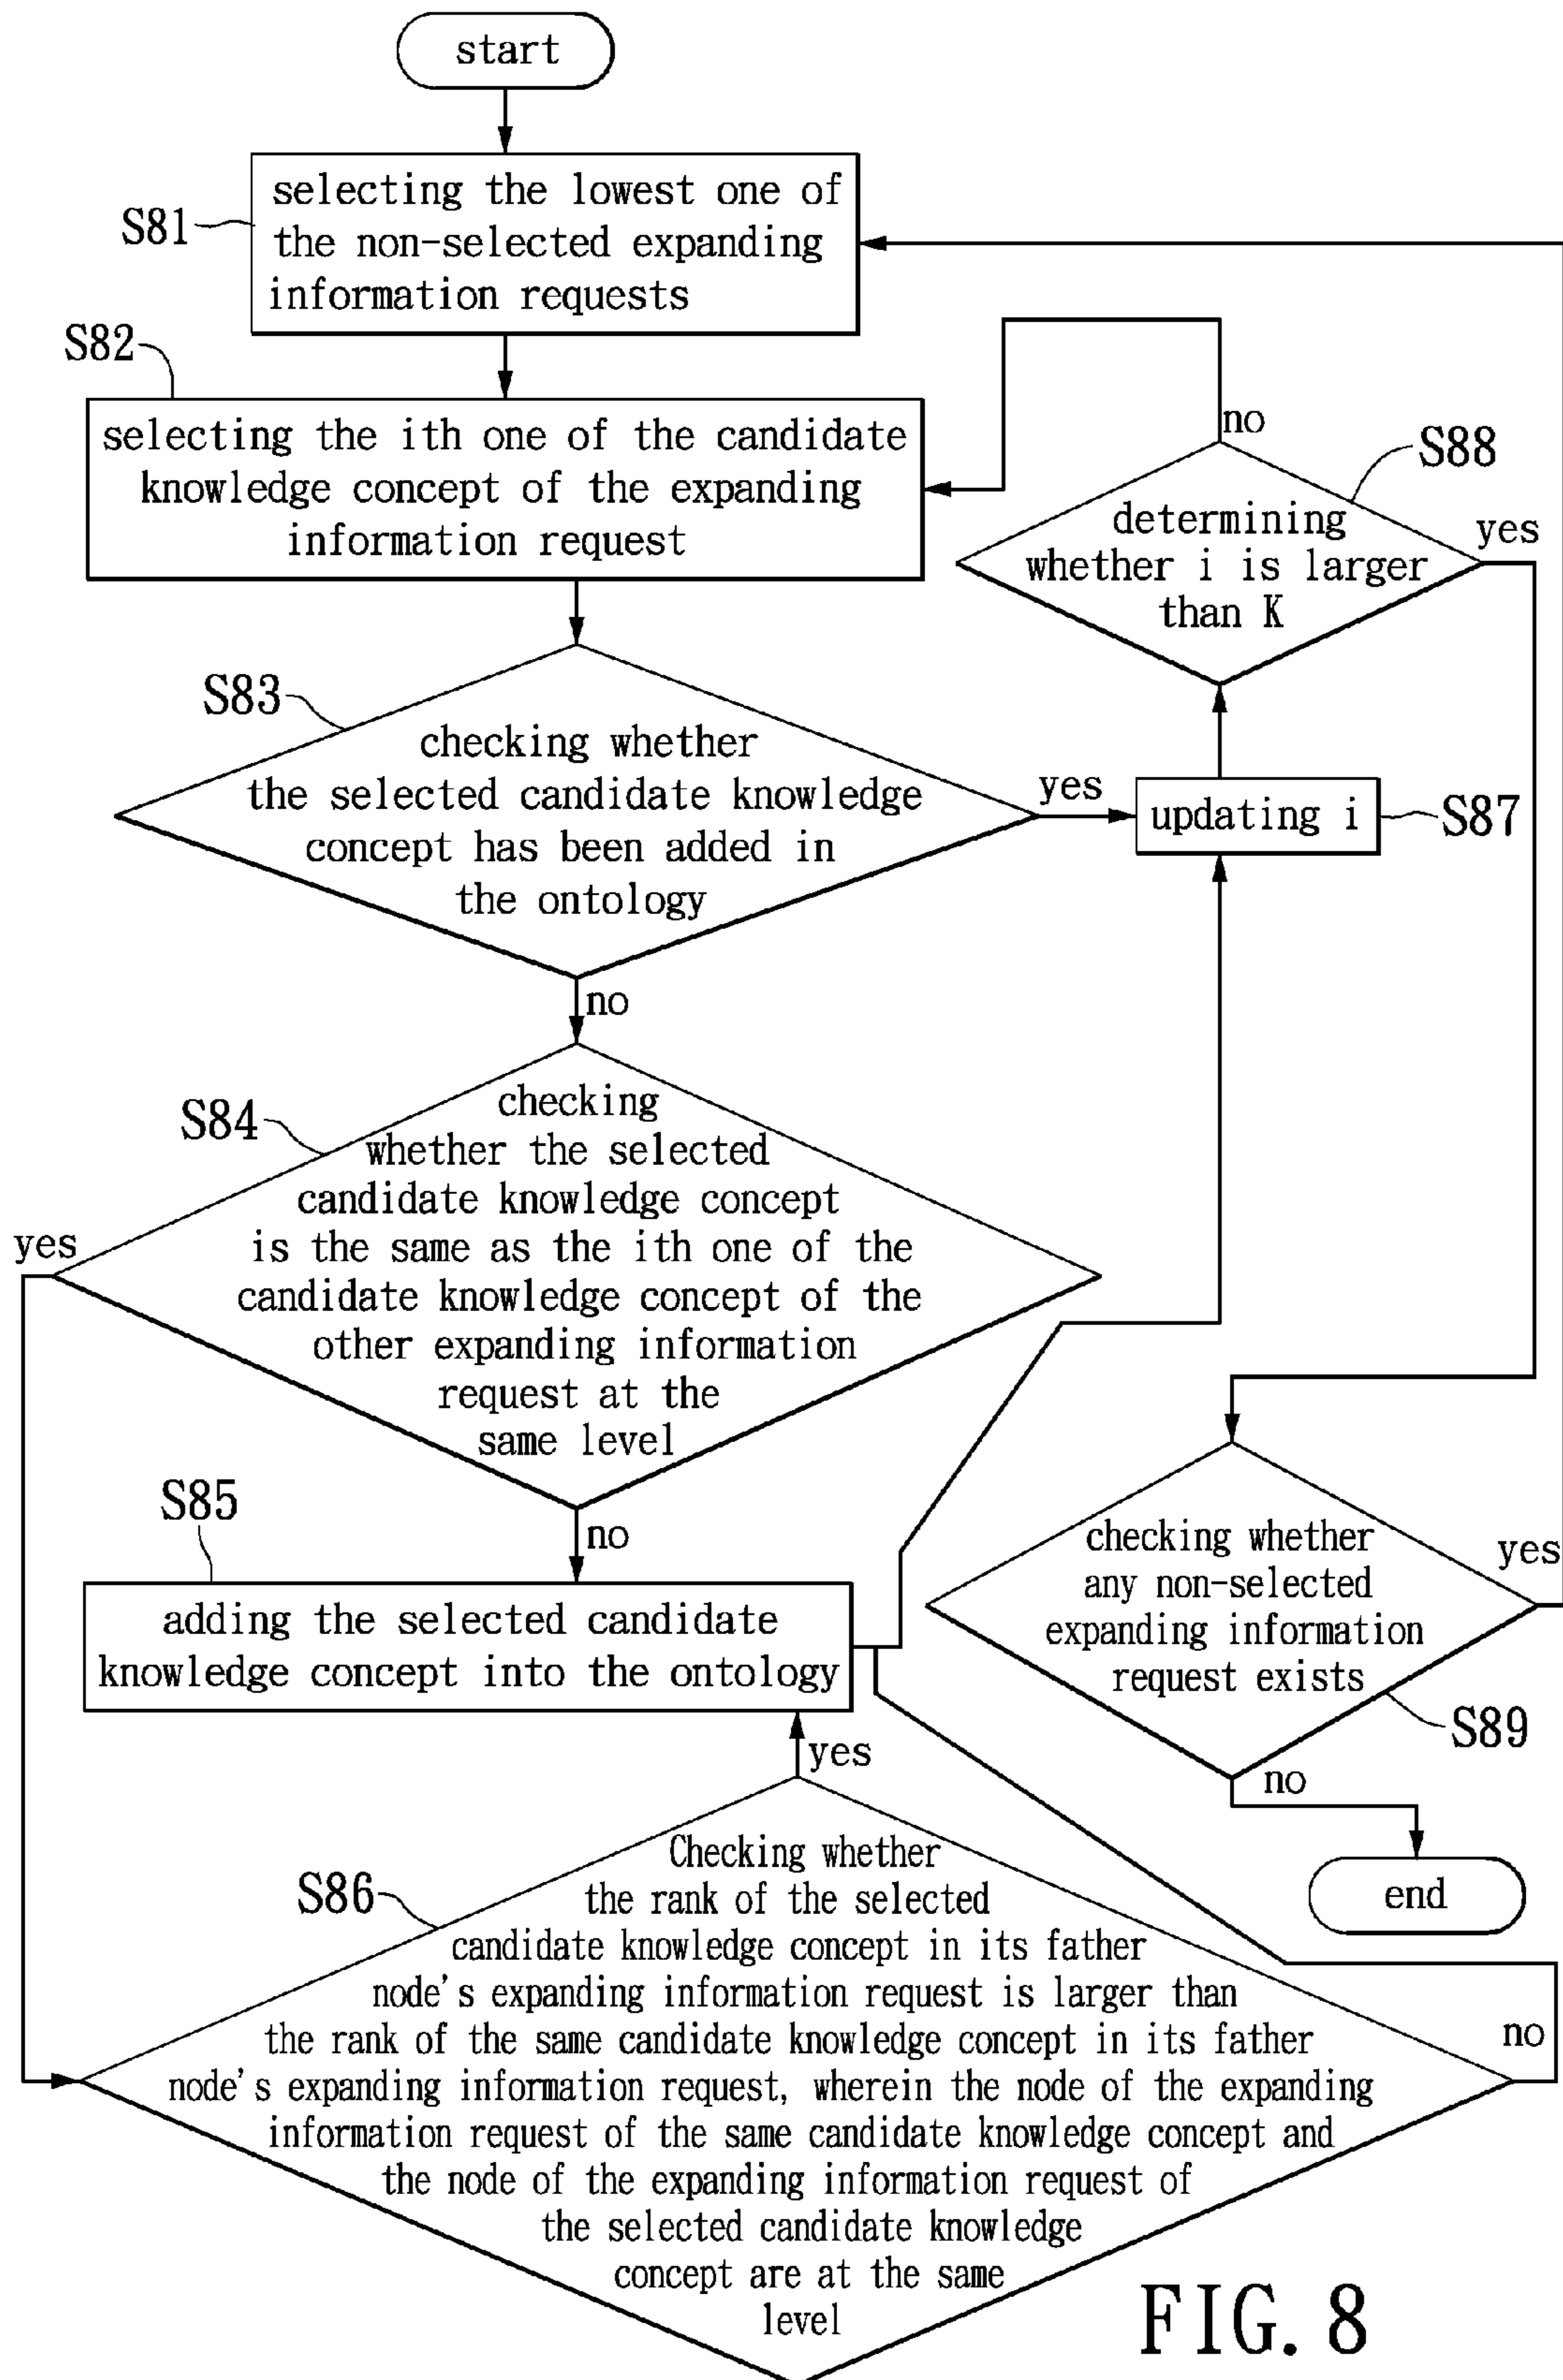 start
S81
selecting the lowest one of
the non-selected expanding
information requests
S82
selecting the ith one of the candidate
knowledge concept of the expanding
information request
no
S88
determining
whether i is larger
than K
yes
S83
checking whether
the selected candidate knowledge
concept has been added in
the ontology
yes
updating i
S87
no
S84
checking
whether the selected
candidate knowledge concept
is the same as the ith one of the
candidate knowledge concept of the
other expanding information
request at the
same level
yes
no
S85
adding the selected candidate
knowledge concept into the ontology
checking whether
any non-selected
expanding information
request exists
yes
S89
no
end
yes
S86
Checking whether
the rank of the selected
candidate knowledge concept in its father
node's expanding information request is larger than
the rank of the same candidate knowledge concept in its father
node's expanding information request, wherein the node of the expanding
information request of the same candidate knowledge concept and
the node of the expanding information request of
the selected candidate knowledge
concept are at the same
level
no
FIG. 8